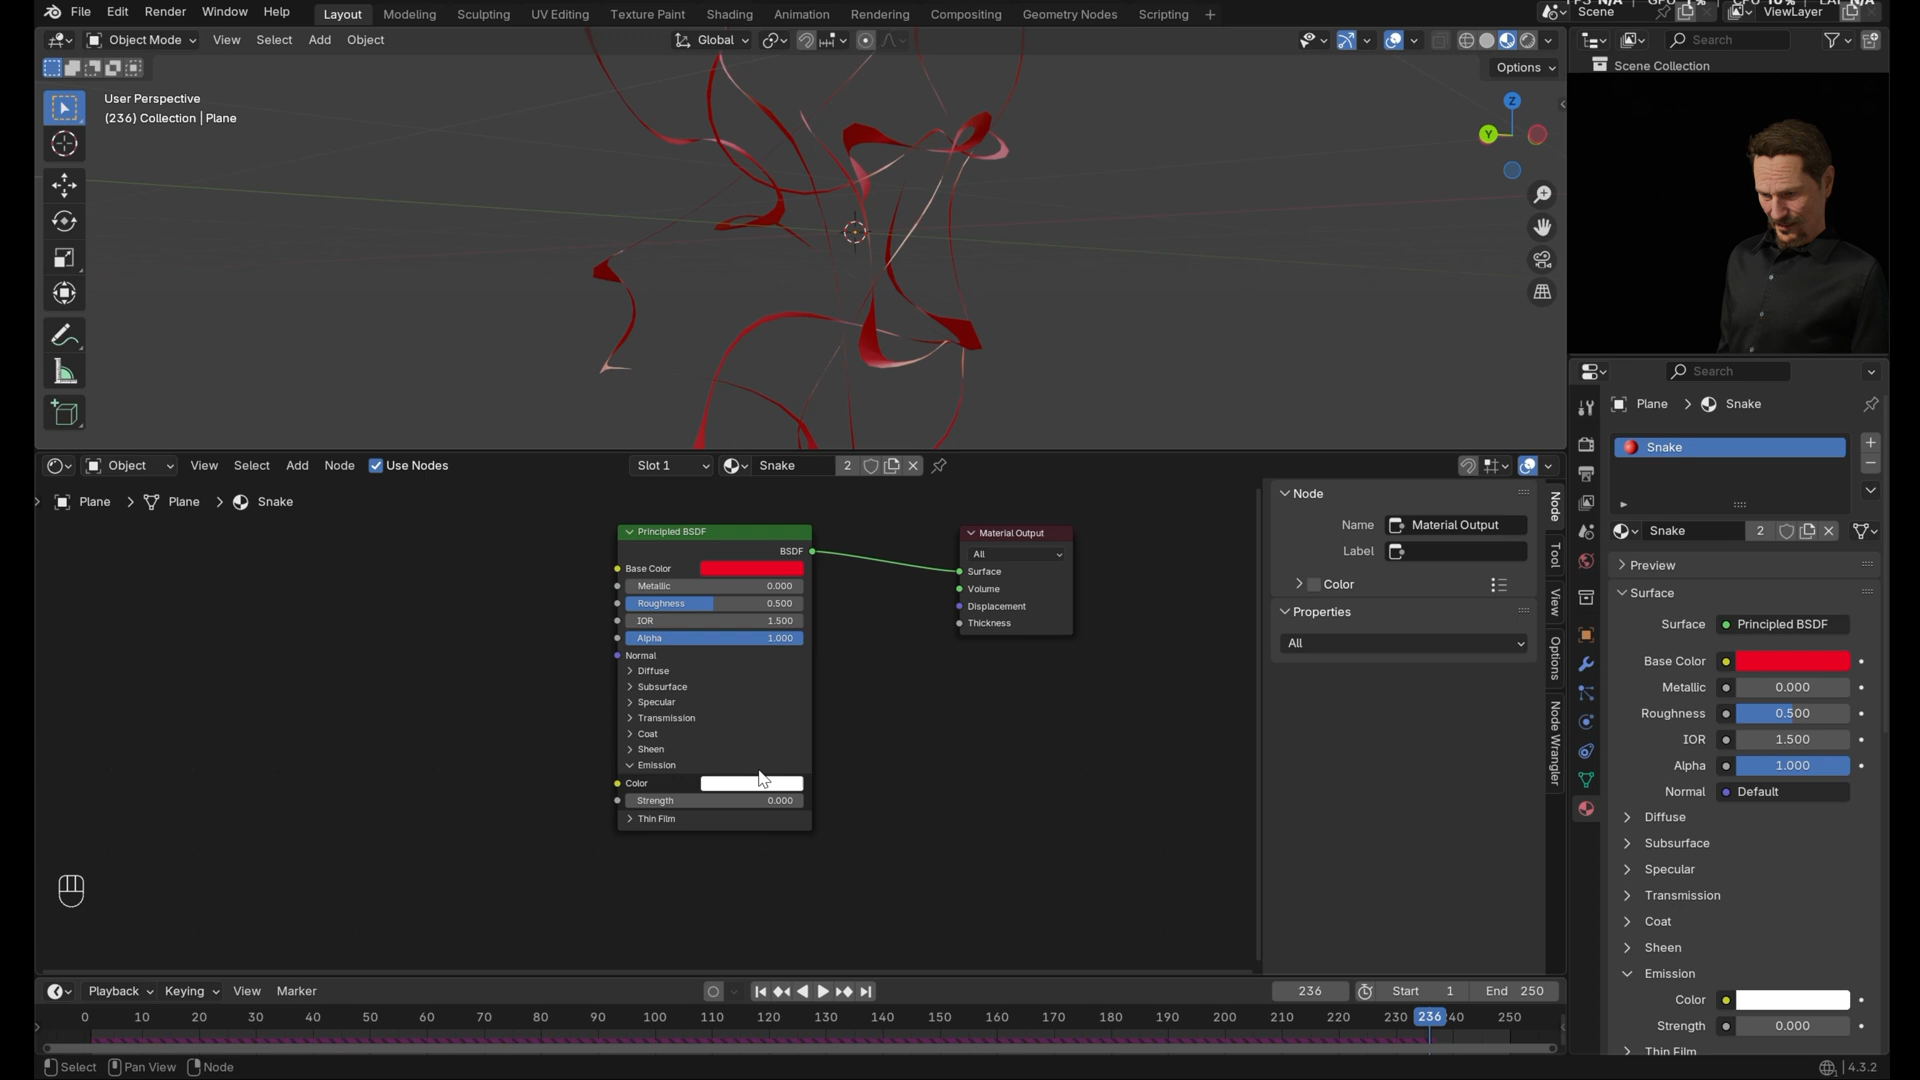 File Edit Render Window Help Layout Modeling Sculpting UV Editing Texture Paint Shading Animation Rendering Compositing Geometry Nodes Scripting +
Scene ViewLayer
Object Mode View Select Add Object Global
Search
Options
Scene Collection
User Perspective
(236) Collection | Plane
Z
Y
Search
Plane > Snake
Snake
Object View Select Add Node Use Nodes Slot 1 Snake 2
Plane > Plane > Snake
Node
Name Material Output
Label
Color
Properties
All
Node
Tool
View
Options
Node Wrangler
Principled BSDF
BSDF
Base Color
Metallic 0.000
Roughness 0.500
IOR 1.500
Alpha 1.000
Normal
Diffuse
Subsurface
Specular
Transmission
Coat
Sheen
Emission
Color
Strength 0.000
Thin Film
Material Output
All
Surface
Volume
Displacement
Thickness
Snake 2
Preview
Surface
Surface Principled BSDF
Base Color
Metallic 0.000
Roughness 0.500
IOR 1.500
Alpha 1.000
Normal Default
Diffuse
Subsurface
Specular
Transmission
Coat
Sheen
Emission
Color
Strength 0.000
Thin Film
Playback Keying View Marker 236 Start 1 End 250
0 10 20 30 40 50 60 70 80 90 100 110 120 130 140 150 160 170 180 190 200 210 220 230 236 40 250
Select Pan View Node 4.3.2